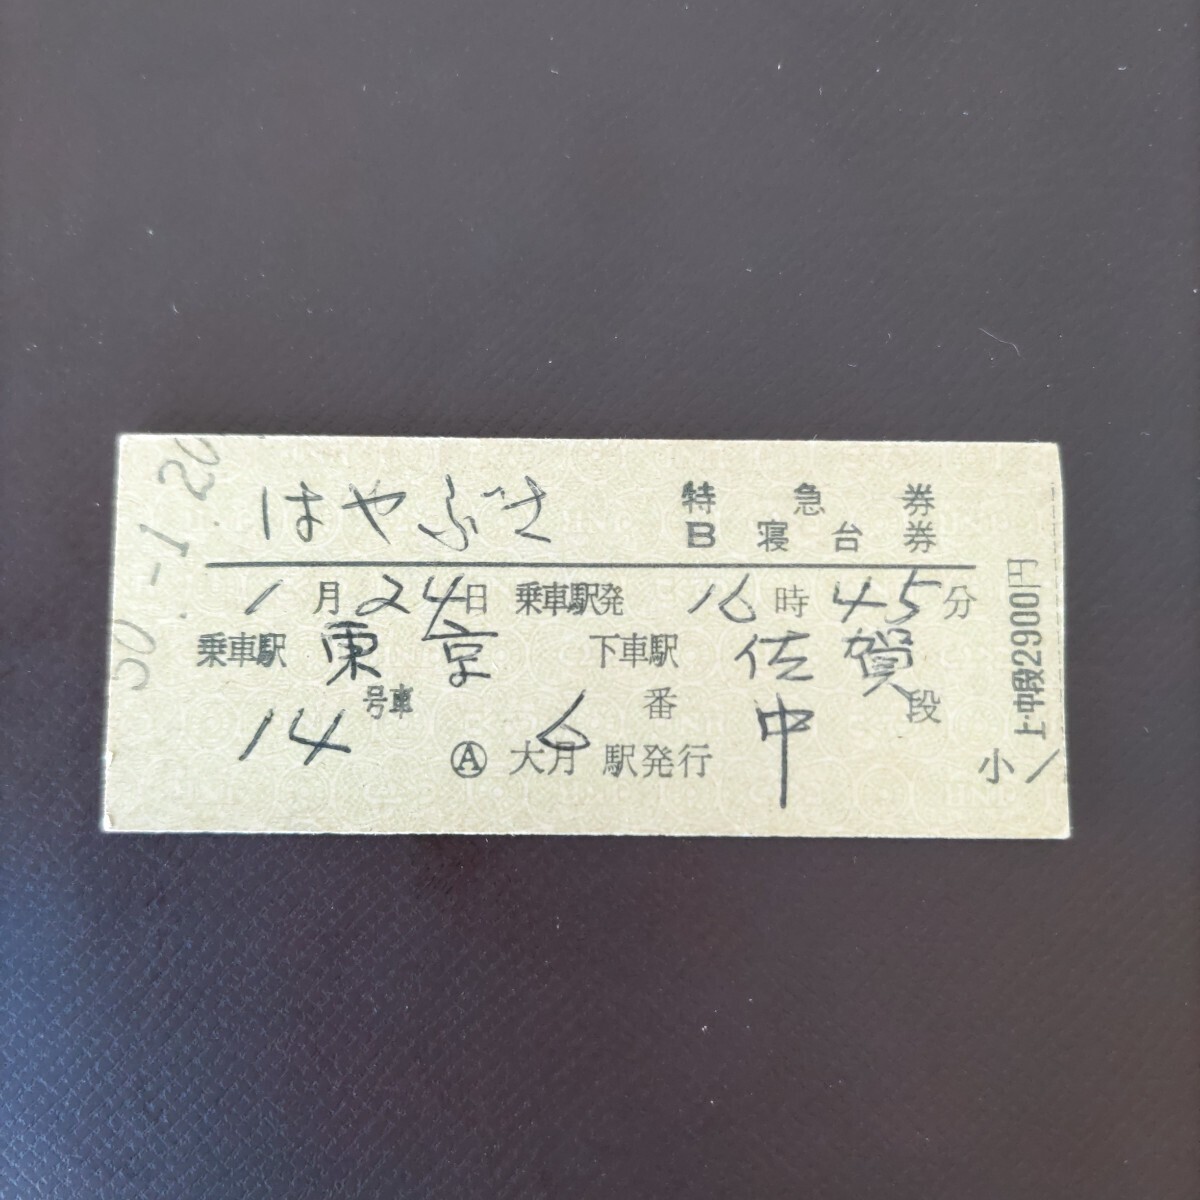 はやぶさ 特急券
B寝台券
1月24日 乗車駅発 16時45分
乗車駅 東京 下車駅 佐賀
14号車 6番 中段
Ⓐ 大月駅発行
小1
上・中段2900円
50.-1.20